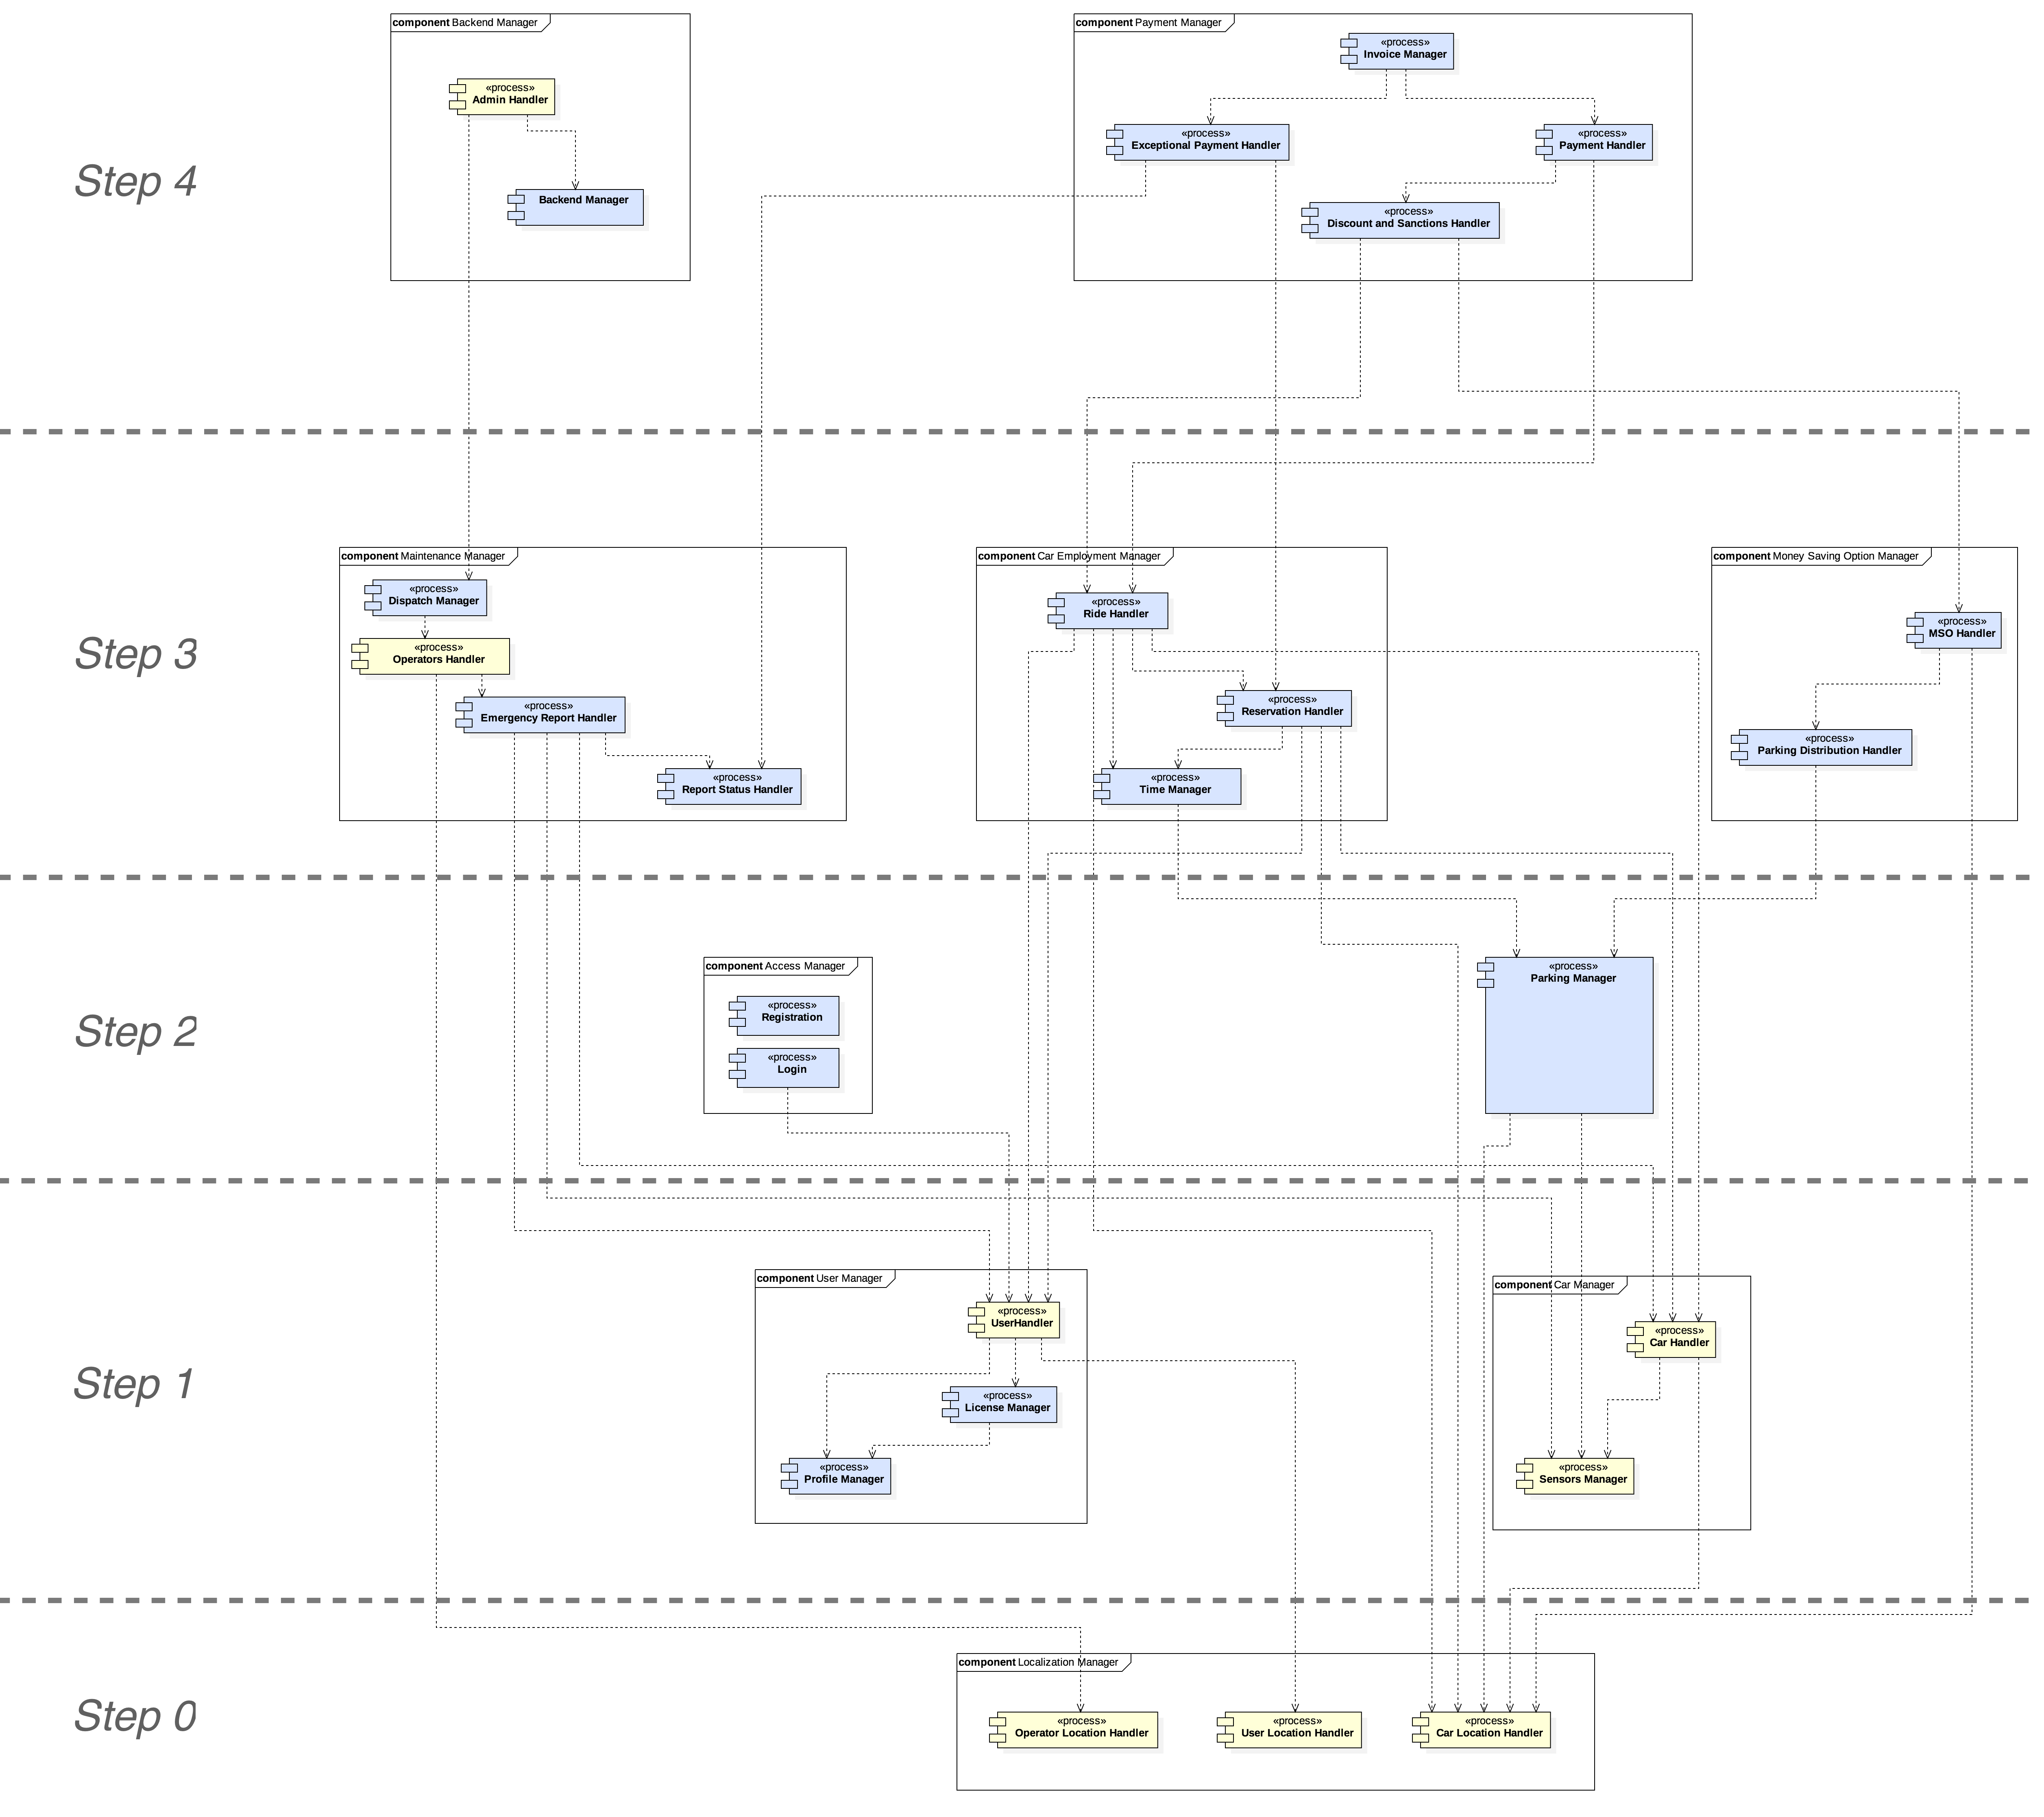 component Backend Manager
«process»
Admin Handler
Backend Manager
component Payment Manager
«process»
Invoice Manager
«process»
Exceptional Payment Handler
«process»
Payment Handler
«process»
Discount and Sanctions Handler
Step 4
component Maintenance Manager
«process»
Dispatch Manager
«process»
Operators Handler
«process»
Emergency Report Handler
«process»
Report Status Handler
component Car Employment Manager
«process»
Ride Handler
«process»
Reservation Handler
«process»
Time Manager
component Money Saving Option Manager
«process»
MSO Handler
«process»
Parking Distribution Handler
Step 3
component Access Manager
«process»
Registration
«process»
Login
«process»
Parking Manager
Step 2
component User Manager
«process»
UserHandler
«process»
License Manager
«process»
Profile Manager
component Car Manager
«process»
Car Handler
«process»
Sensors Manager
Step 1
component Localization Manager
«process»
Operator Location Handler
«process»
User Location Handler
«process»
Car Location Handler
Step 0